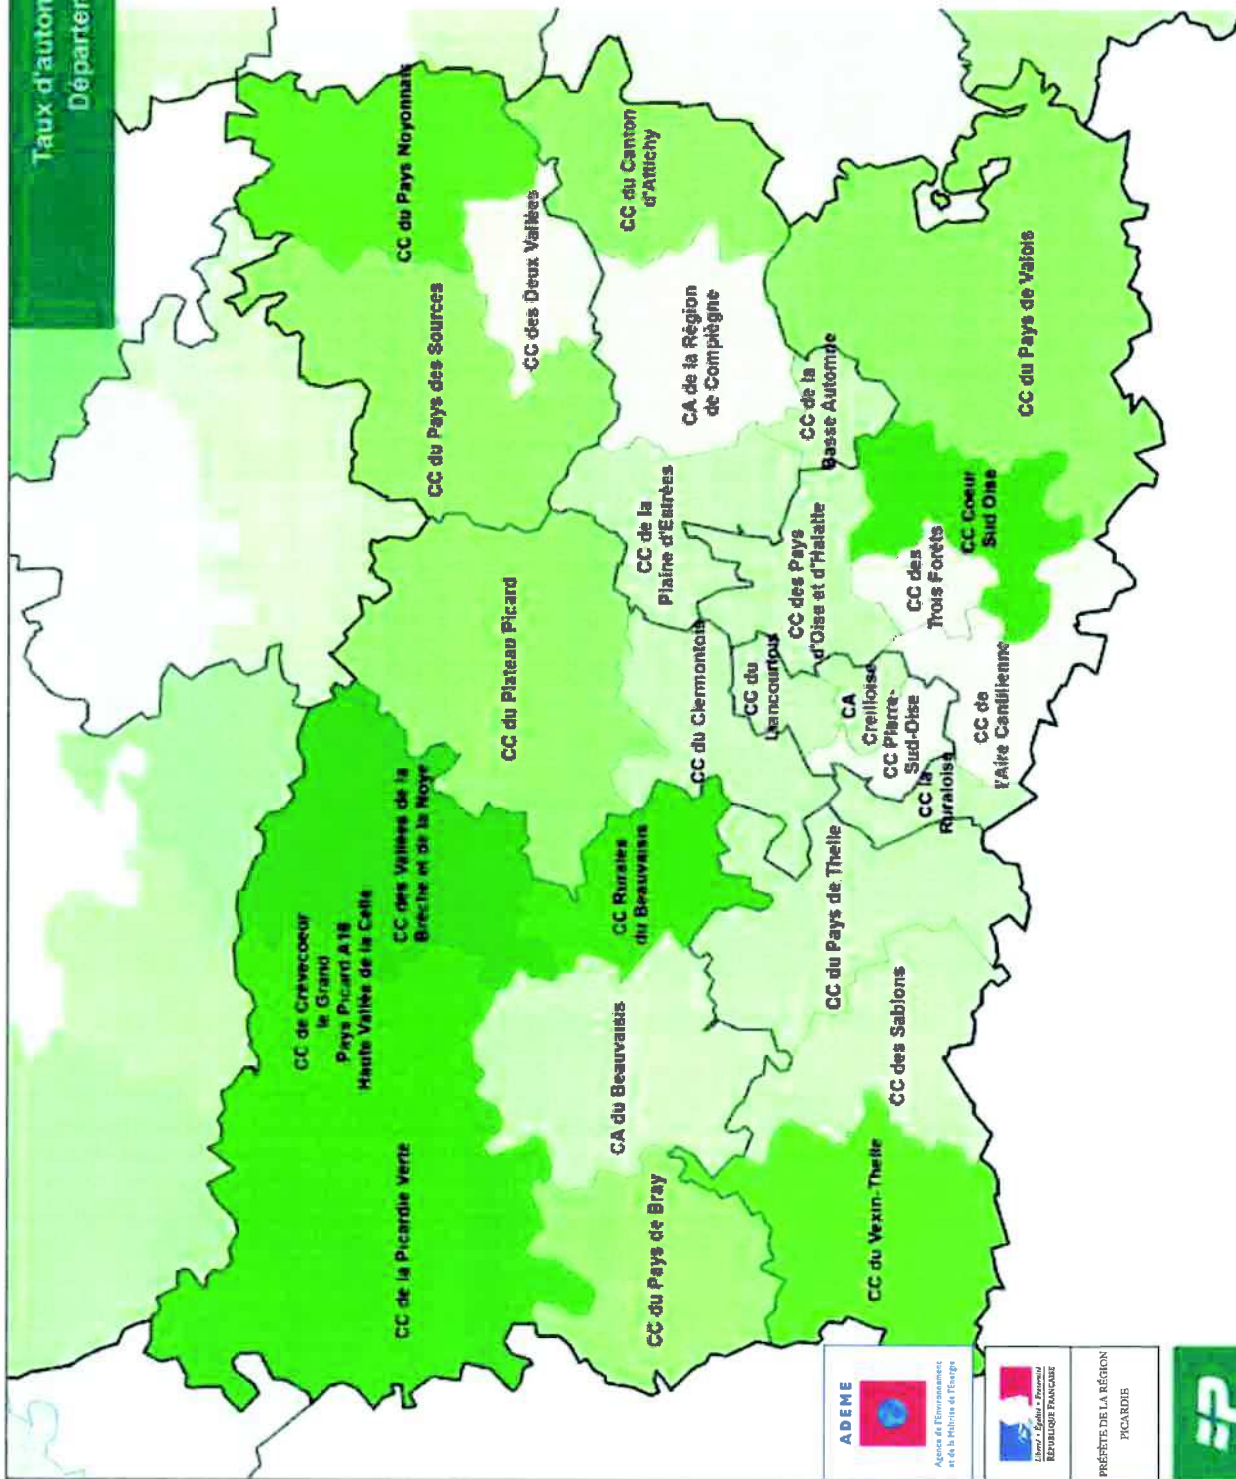 Taux d'auton
Départen
CC de Crèvecoeur
le Grand
Pays Picard A16
Haute Vallée de la Celle
CC de la Picardie Verte
CC des Vallées de la
Brèche et de la Noye
CC du Plateau Picard
CC du Pays des Sources
CC du Pays Noyonnais
CC des Deux Vallées
CC du Canton
d'Attichy
CA de la Région
de Compiègne
CC de la
Plaine d'Estrées
CC du Clermontois
CC Rurales
du Beauvaisis
CA du Beauvaisis
CC du Pays de Bray
CC du
Liancourtois
CC des Pays
d'Oise et d'Halatte
CC de la
Basse Automne
CC du Pays de Thelle
CA
Creilloise
CC Pierre-
Sud-Oise
CC des
Trois Forêts
CC Coeur
Sud Oise
CC du Pays de Valois
CC du Vexin-Thelle
CC des Sablons
CC la
Ruraloise
CC de
l'Aire Cantilienne
ADEME
Agence de l'Environnement
et de la Maîtrise de l'Energie
Liberté • Égalité • Fraternité
RÉPUBLIQUE FRANÇAISE
PRÉFÈTE DE LA RÉGION
PICARDIE